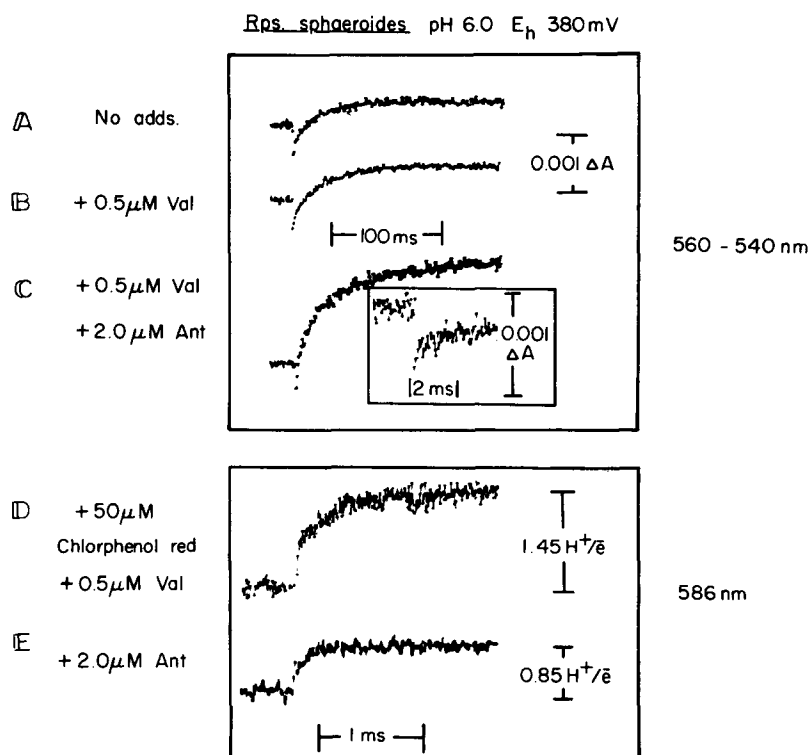 Rps. sphaeroides pH 6.0 Eh 380mV
A No adds.
0.001 ΔA
B + 0.5μM Val
100ms
560 - 540 nm
C + 0.5μM Val
+ 2.0μM Ant
0.001
ΔA
2 ms
D + 50μM
Chlorphenol red
+ 0.5μM Val
1.45 H⁺/ē
586 nm
E + 2.0μM Ant
0.85 H⁺/ē
1 ms